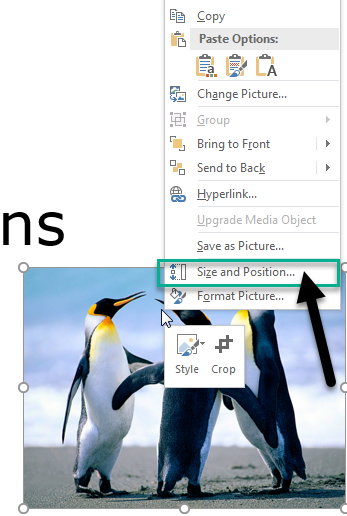 Copy
Paste Options:
Change Picture...
Group
Bring to Front
Send to Back
Hyperlink...
Upgrade Media Object
Save as Picture...
Size and Position...
Format Picture...
ns
Style
Crop